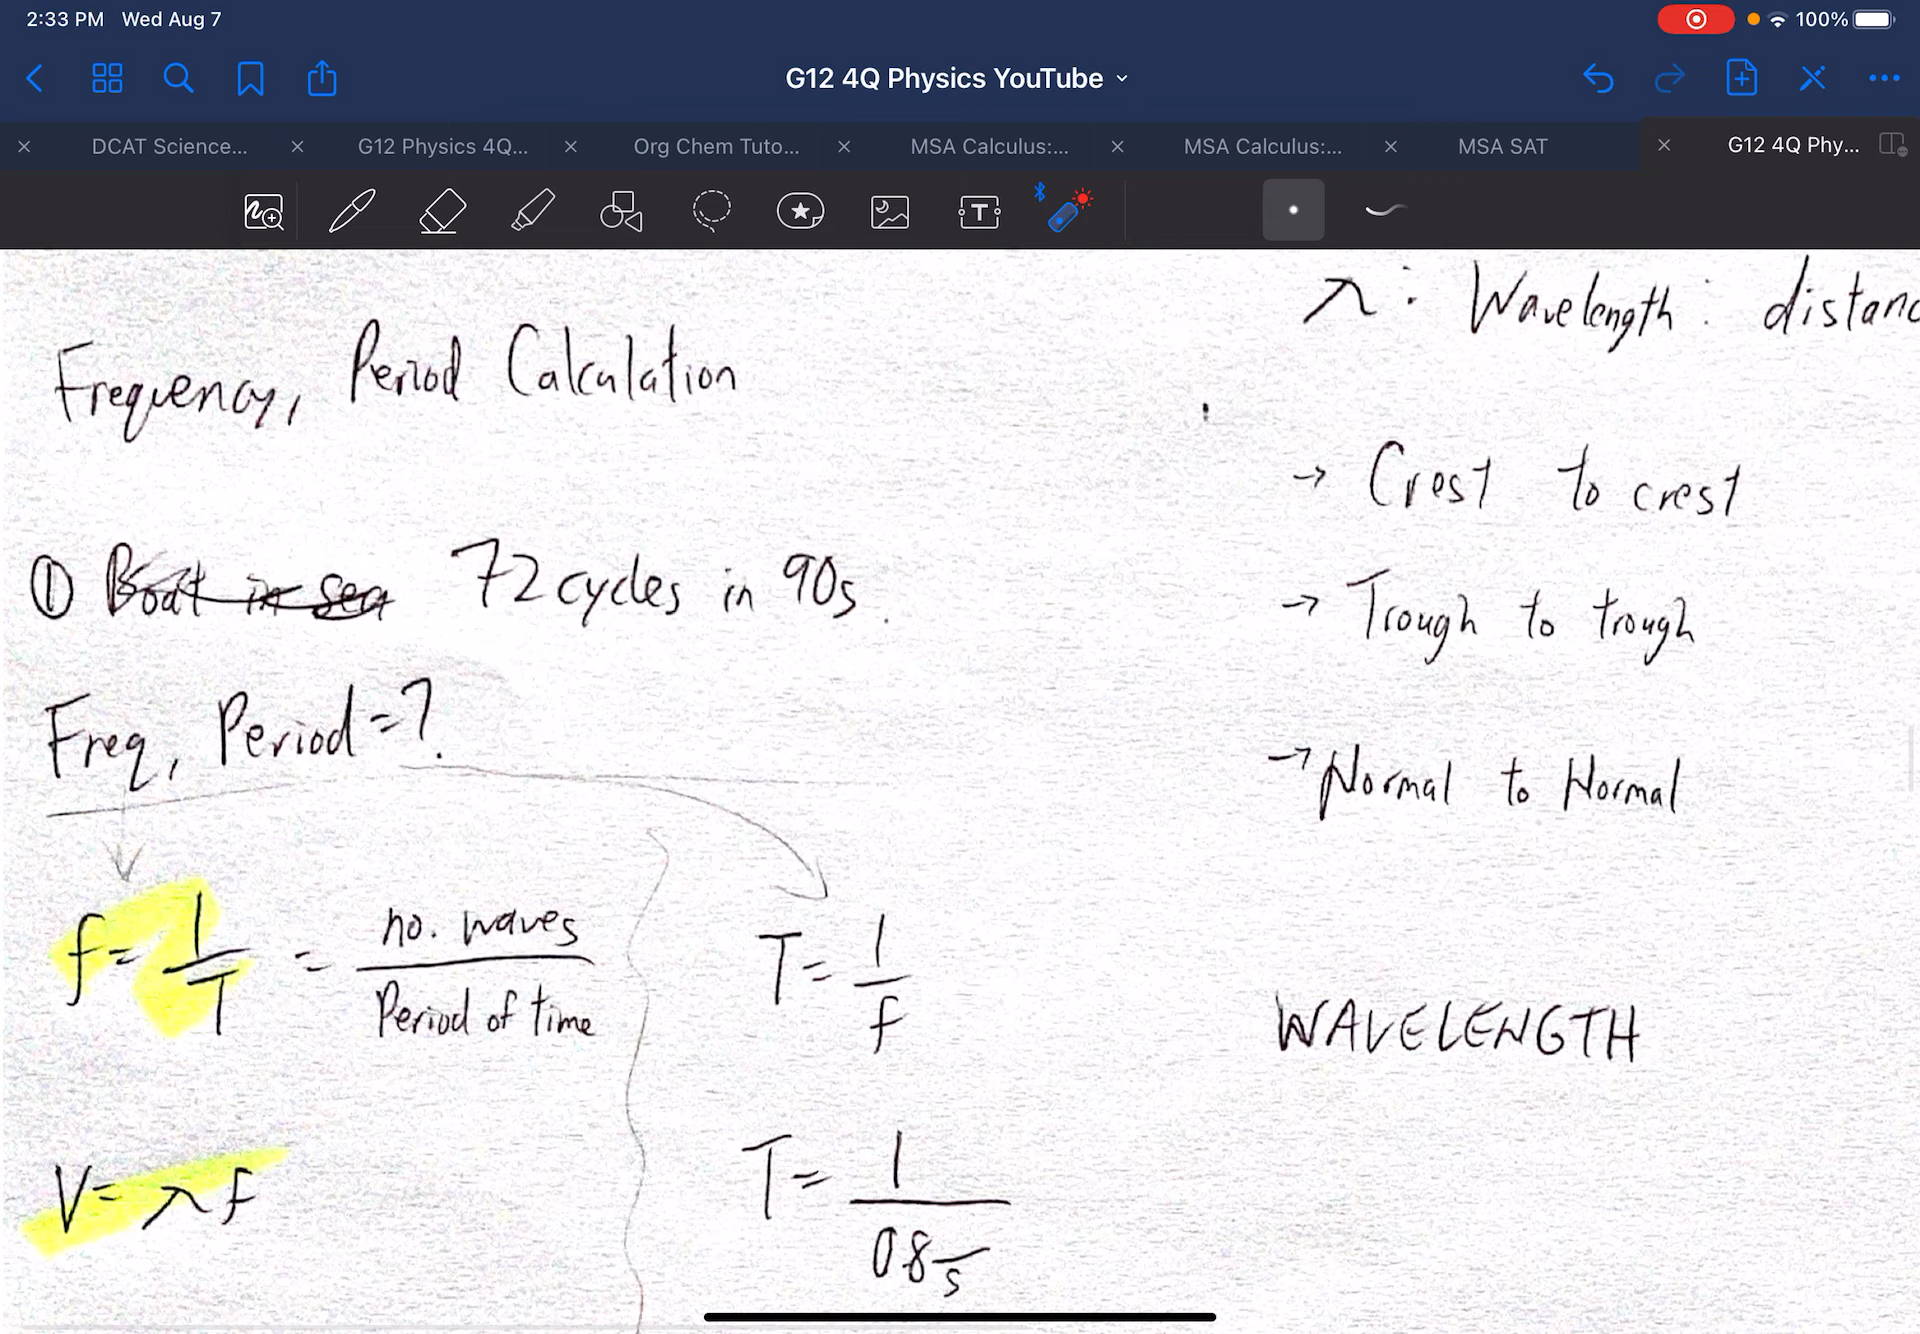 2:33 PM Wed Aug 7
100%
G12 4Q Physics YouTube
DCAT Science...
G12 Physics 4Q...
Org Chem Tuto...
MSA Calculus:...
MSA Calculus:...
MSA SAT
G12 4Q Phy...
T
Frequency, Period Calculation
① Boat in sea 72 cycles in 90s.
Freq, Period=?
f= 1/T = no. waves / Period of time
V= λ f
T= 1/f
T= 1 / 0.8/s
λ: Wavelength: distanc
→ Crest to crest
→ Trough to trough
→ Normal to Normal
WAVELENGTH